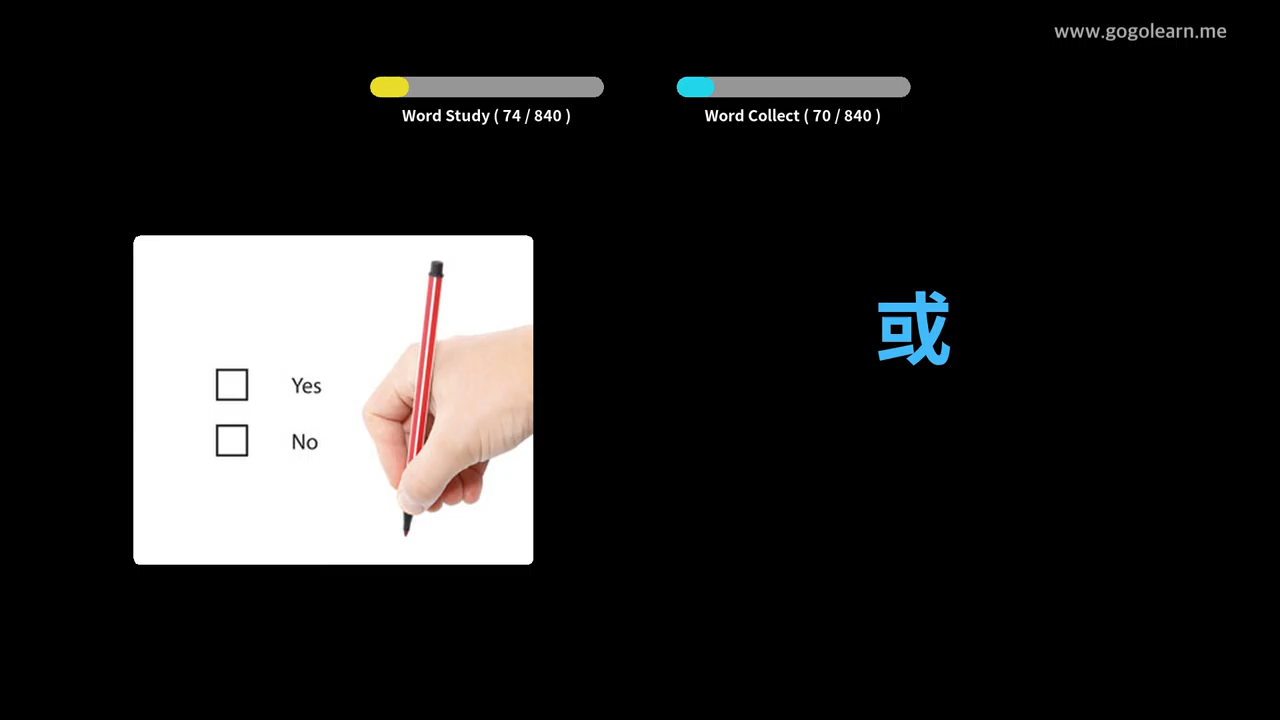 www.gogolearn.me
Word Study ( 74 / 840 )
Word Collect ( 70 / 840 )
或
Yes
No